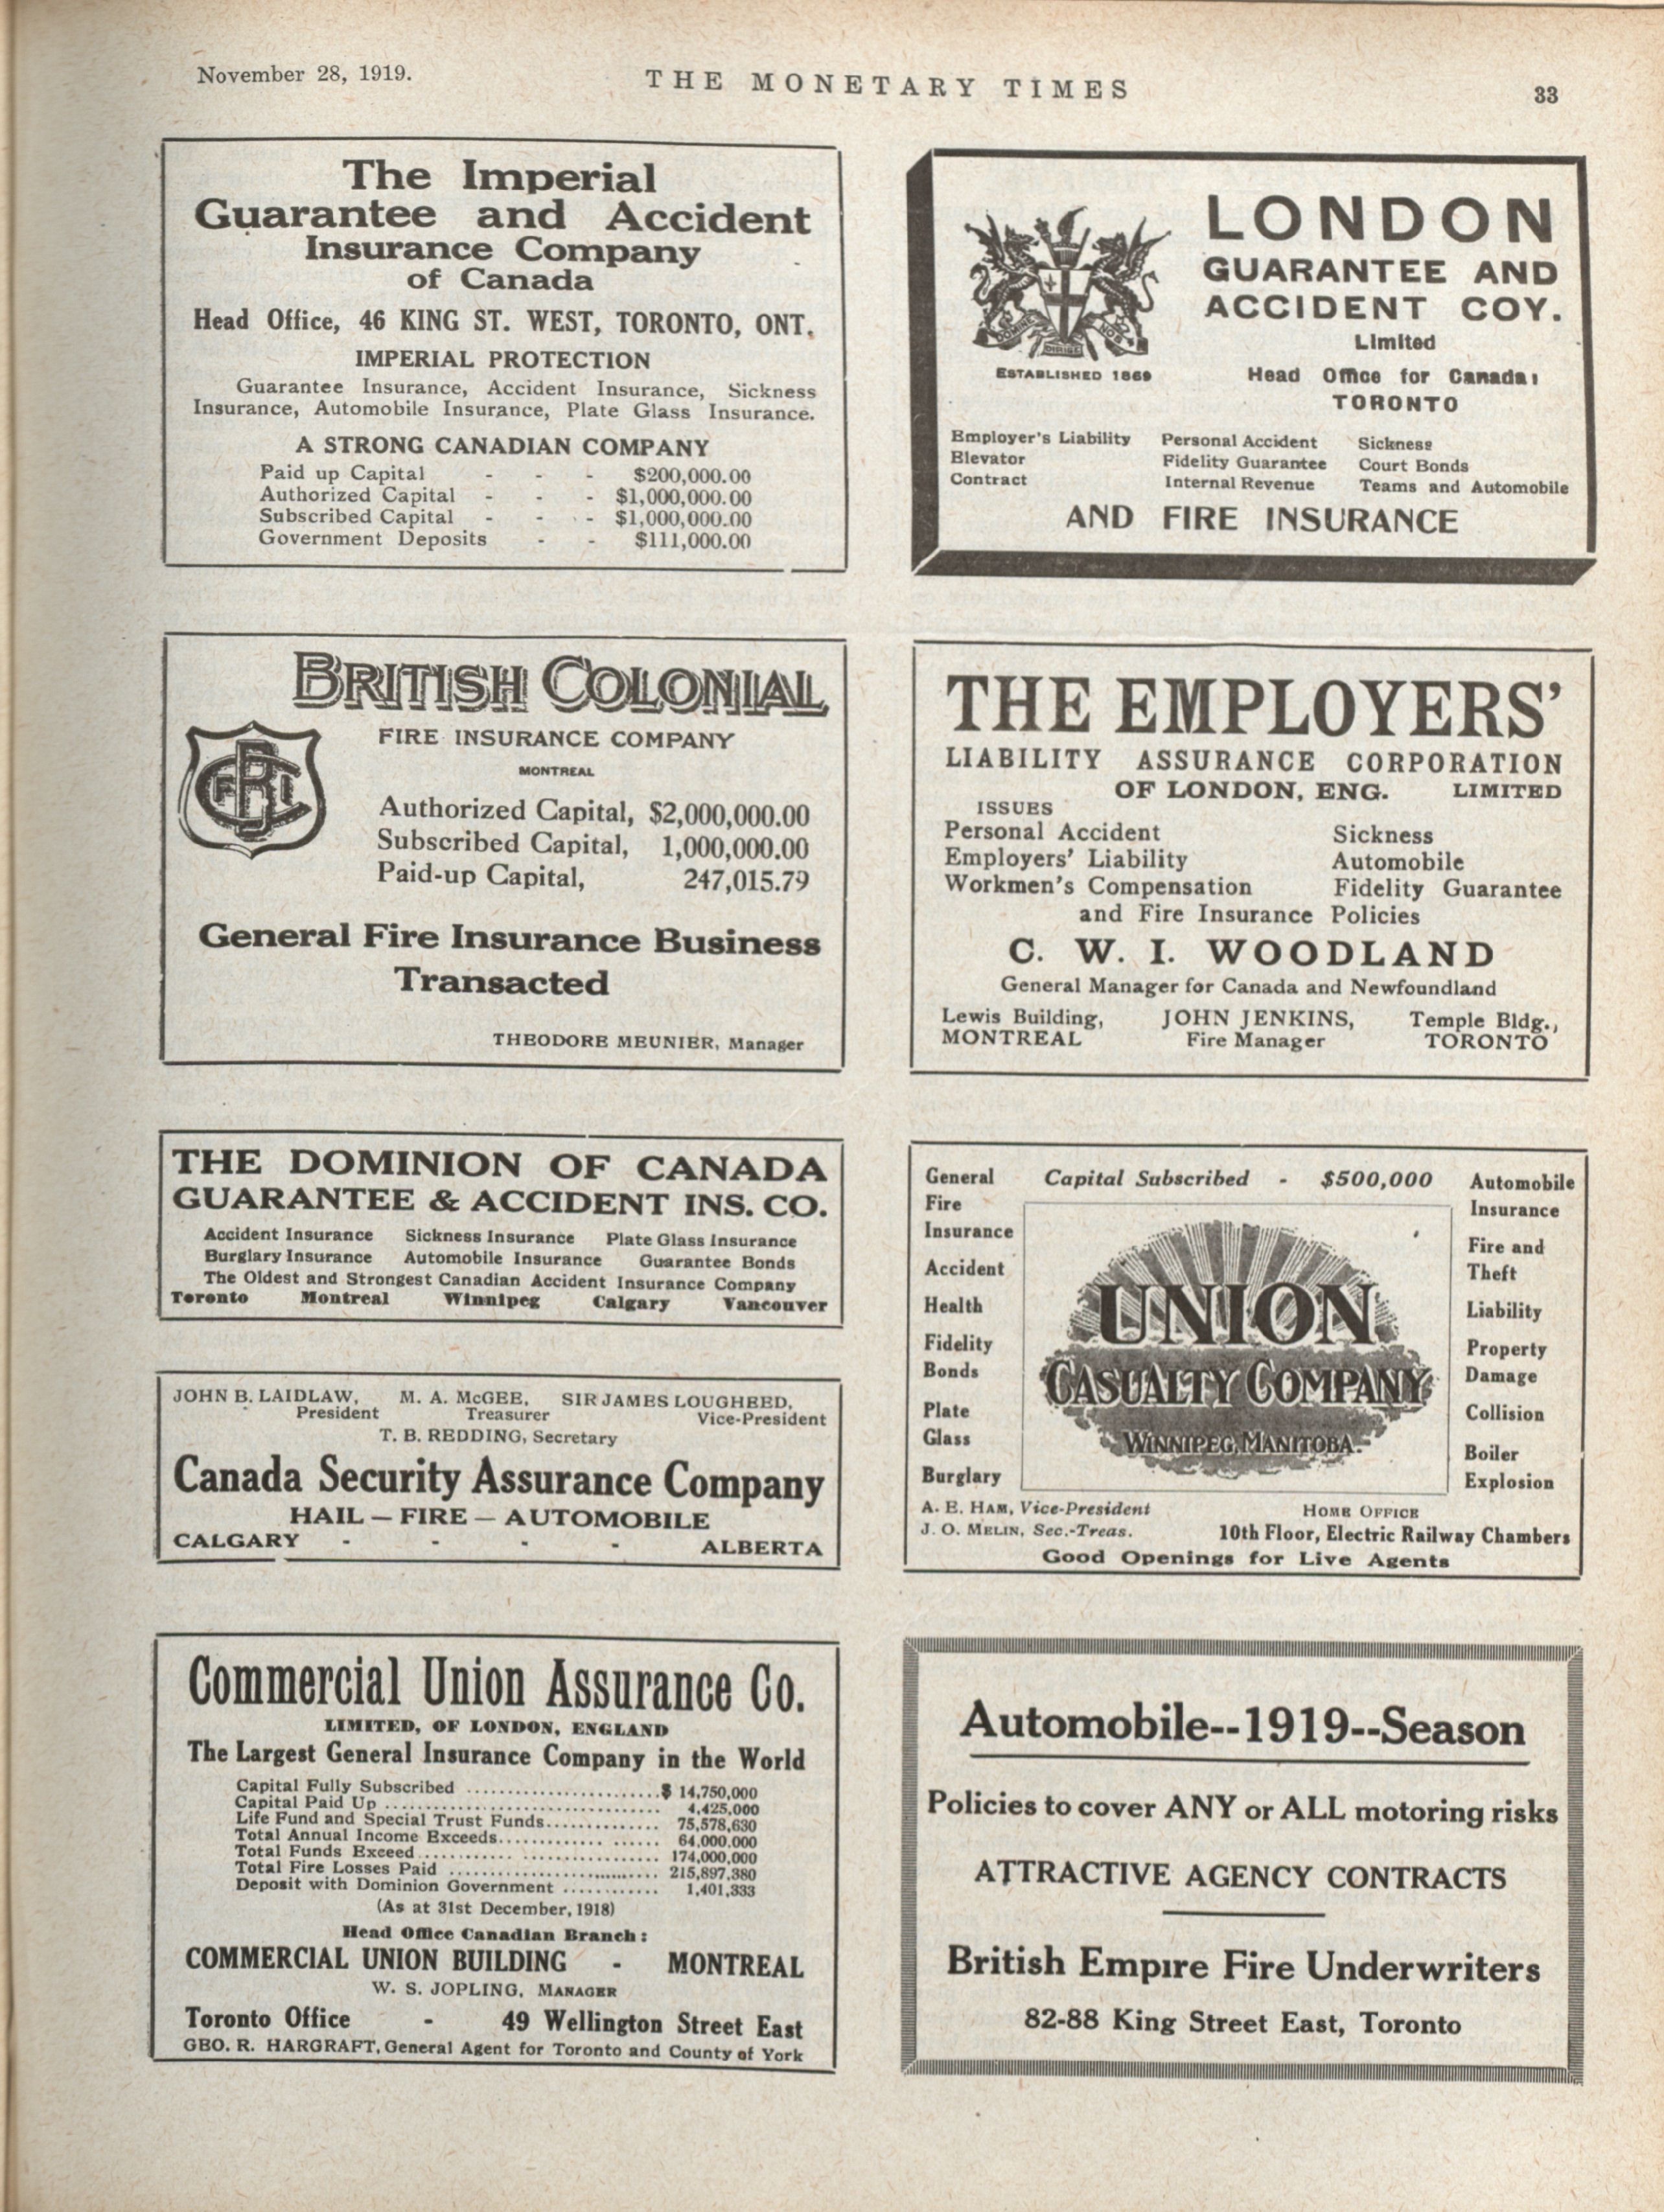 November 28, 1919.
THE MONETARY TIMES
33
The Imperial
Guarantee and Accident
Insurance Company
of Canada
Head Office, 46 KING ST. WEST, TORONTO, ONT.
IMPERIAL PROTECTION
Guarantee Insurance, Accident Insurance, Sickness
Insurance, Automobile Insurance, Plate Glass Insurance.
A STRONG CANADIAN COMPANY
Paid up Capital - - - $200,000.00
Authorized Capital - - - $1,000,000.00
Subscribed Capital - - - $1,000,000.00
Government Deposits - - $111,000.00
LONDON
GUARANTEE AND
ACCIDENT COY.
Limited
DOMINE DIRIGE NOS
ESTABLISHED 1869
Head Office for Canada:
TORONTO
Employer's Liability Personal Accident Sickness
Elevator Fidelity Guarantee Court Bonds
Contract Internal Revenue Teams and Automobile
AND FIRE INSURANCE
BRITISH COLONIAL
FIRE INSURANCE COMPANY
MONTREAL
Authorized Capital, $2,000,000.00
Subscribed Capital, 1,000,000.00
Paid-up Capital, 247,015.79
General Fire Insurance Business
Transacted
THEODORE MEUNIER, Manager
THE EMPLOYERS'
LIABILITY ASSURANCE CORPORATION
OF LONDON, ENG. LIMITED
ISSUES
Personal Accident Sickness
Employers' Liability Automobile
Workmen's Compensation Fidelity Guarantee
and Fire Insurance Policies
C. W. I. WOODLAND
General Manager for Canada and Newfoundland
Lewis Building, JOHN JENKINS, Temple Bldg.,
MONTREAL Fire Manager TORONTO
THE DOMINION OF CANADA
GUARANTEE & ACCIDENT INS. CO.
Accident Insurance Sickness Insurance Plate Glass Insurance
Burglary Insurance Automobile Insurance Guarantee Bonds
The Oldest and Strongest Canadian Accident Insurance Company
Toronto Montreal Winnipeg Calgary Vancouver
JOHN B. LAIDLAW, M. A. McGEE, SIR JAMES LOUGHEED,
President Treasurer Vice-President
T. B. REDDING, Secretary
Canada Security Assurance Company
HAIL — FIRE — AUTOMOBILE
CALGARY - - - - ALBERTA
General
Fire
Insurance
Accident
Health
Fidelity
Bonds
Plate
Glass
Burglary
Capital Subscribed - $500,000
UNION
CASUALTY COMPANY
WINNIPEG, MANITOBA.
Automobile
Insurance
Fire and
Theft
Liability
Property
Damage
Collision
Boiler
Explosion
A. E. HAM, Vice-President
J. O. MELIN, Sec.-Treas.
HOME OFFICE
10th Floor, Electric Railway Chambers
Good Openings for Live Agents
Commercial Union Assurance Co.
LIMITED, OF LONDON, ENGLAND
The Largest General Insurance Company in the World
Capital Fully Subscribed ........................ $ 14,750,000
Capital Paid Up .................................. 4,425,000
Life Fund and Special Trust Funds.............. 75,578,630
Total Annual Income Exceeds.................... 64,000,000
Total Funds Exceed.............................. 174,000,000
Total Fire Losses Paid .......................... 215,897,380
Deposit with Dominion Government ............ 1,401,333
(As at 31st December, 1918)
Head Office Canadian Branch:
COMMERCIAL UNION BUILDING - MONTREAL
W. S. JOPLING, MANAGER
Toronto Office - 49 Wellington Street East
GEO. R. HARGRAFT, General Agent for Toronto and County of York
Automobile--1919--Season
Policies to cover ANY or ALL motoring risks
ATTRACTIVE AGENCY CONTRACTS
British Empire Fire Underwriters
82-88 King Street East, Toronto